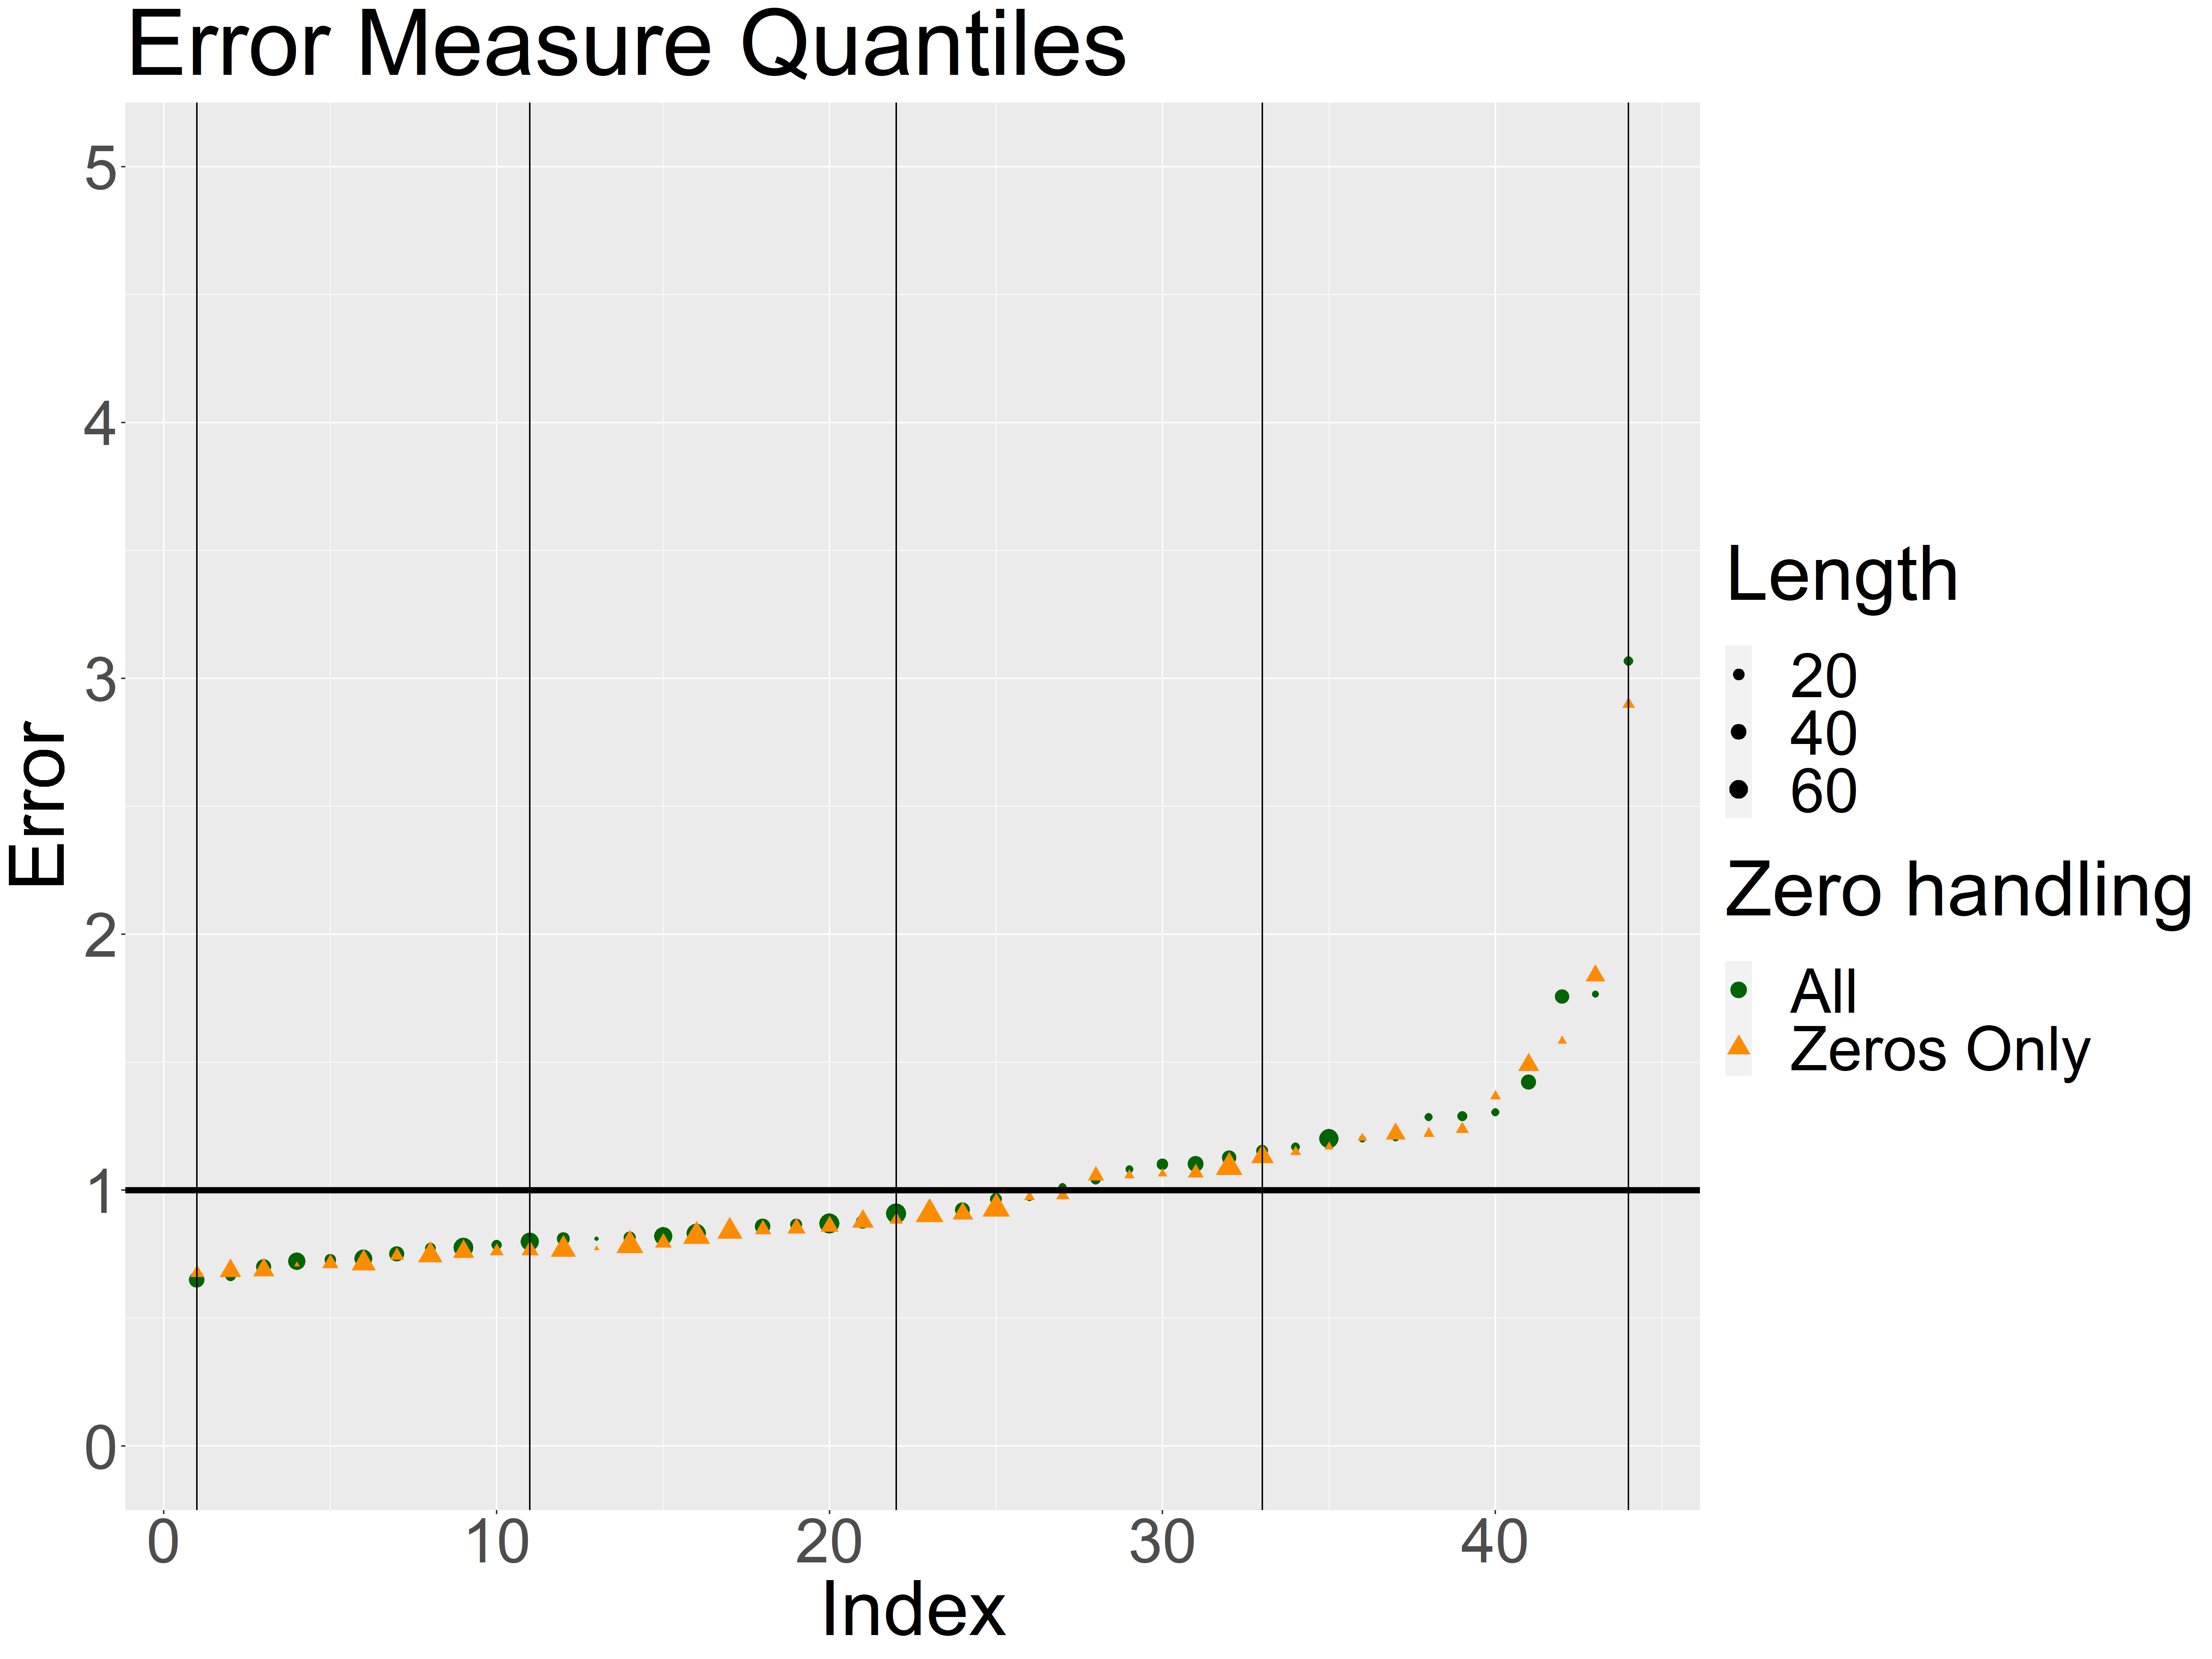 Error Measure Quantiles
5
4
3
2
1
0
Error
0 10 20 30 40
Index
Length
20
40
60
Zero handling
All
Zeros Only